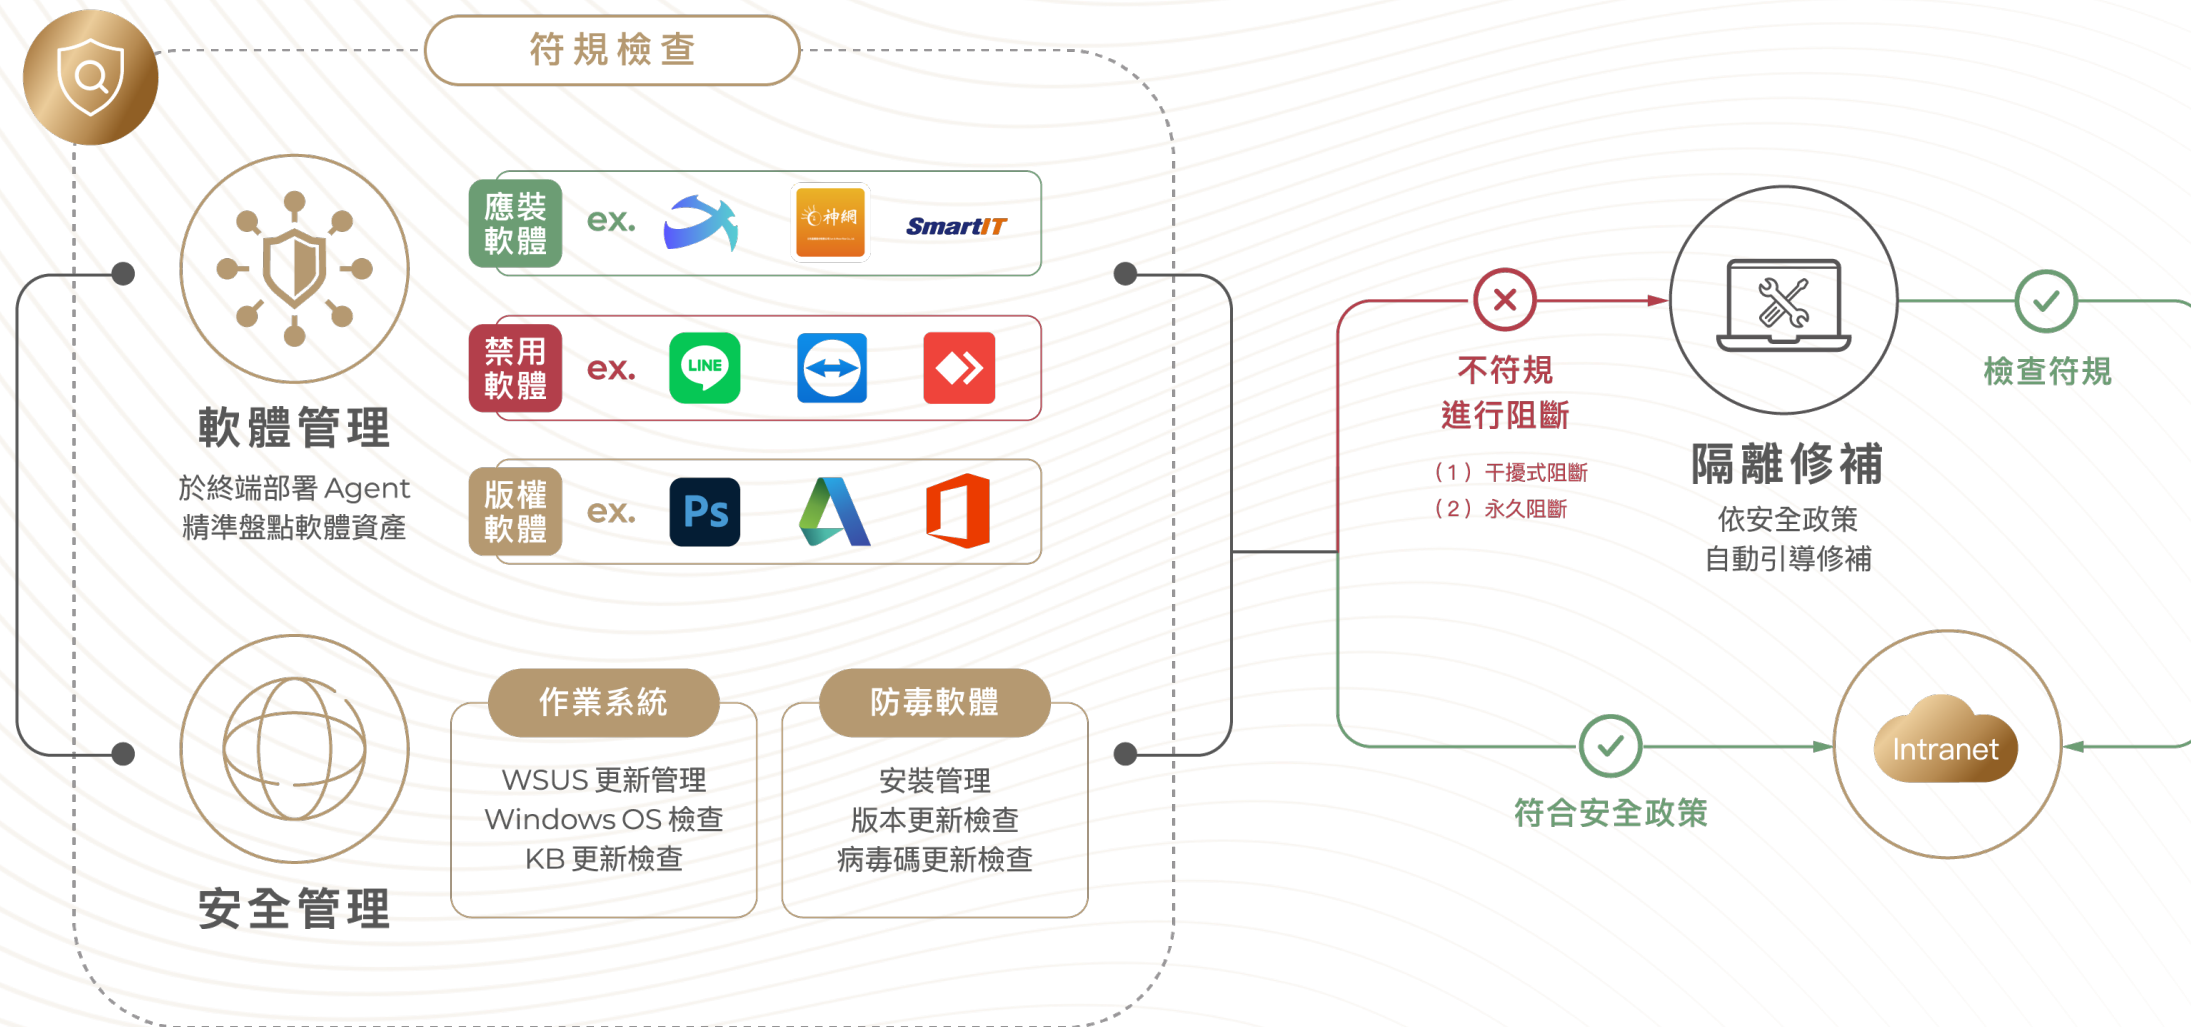 符規檢查
應裝
軟體
ex.
神網
SmartIT
禁用
軟體
ex.
LINE
版權
軟體
ex.
Ps
軟體管理
於終端部署 Agent
精準盤點軟體資產
作業系統
WSUS 更新管理
Windows OS 檢查
KB 更新檢查
防毒軟體
安裝管理
版本更新檢查
病毒碼更新檢查
安全管理
不符規
進行阻斷
（1）干擾式阻斷
（2）永久阻斷
隔離修補
依安全政策
自動引導修補
檢查符規
符合安全政策
Intranet